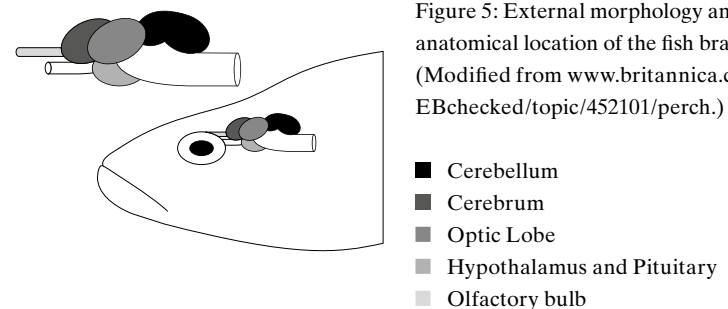 Figure 5: External morphology an
anatomical location of the fish bra
(Modified from www.britannica.c
EBchecked/topic/452101/perch.)
Cerebellum
Cerebrum
Optic Lobe
Hypothalamus and Pituitary
Olfactory bulb